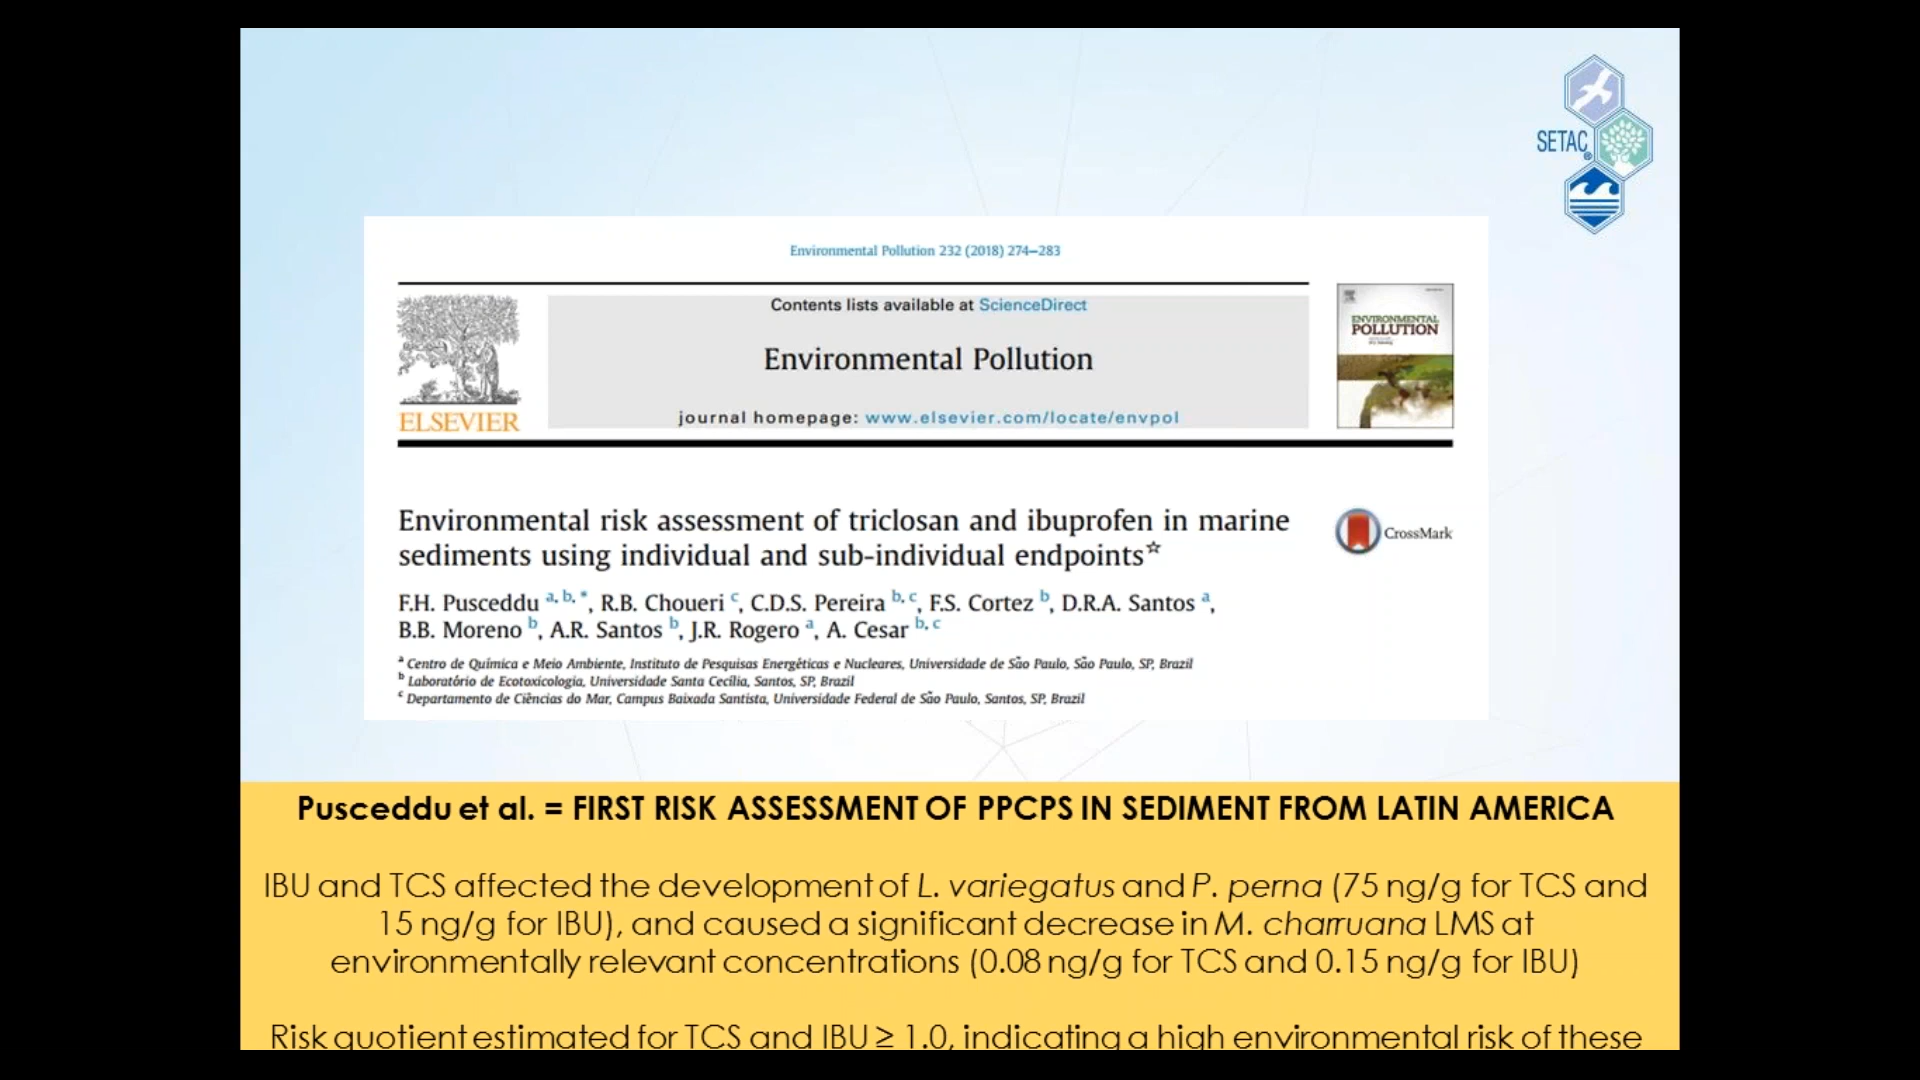 SETAC
Environmental Pollution 232 (2018) 274–283
Contents lists available at ScienceDirect
Environmental Pollution
journal homepage: www.elsevier.com/locate/envpol
ELSEVIER
ENVIRONMENTAL
POLLUTION
Environmental risk assessment of triclosan and ibuprofen in marine
sediments using individual and sub-individual endpoints☆
CrossMark
F.H. Pusceddu a, b, *, R.B. Choueri c, C.D.S. Pereira b, c, F.S. Cortez b, D.R.A. Santos a,
B.B. Moreno b, A.R. Santos b, J.R. Rogero a, A. Cesar b, c
a Centro de Química e Meio Ambiente, Instituto de Pesquisas Energéticas e Nucleares, Universidade de São Paulo, São Paulo, SP, Brazil
b Laboratório de Ecotoxicologia, Universidade Santa Cecília, Santos, SP, Brazil
c Departamento de Ciências do Mar, Campus Baixada Santista, Universidade Federal de São Paulo, Santos, SP, Brazil
Pusceddu et al. = FIRST RISK ASSESSMENT OF PPCPS IN SEDIMENT FROM LATIN AMERICA
IBU and TCS affected the development of L. variegatus and P. perna (75 ng/g for TCS and
15 ng/g for IBU), and caused a significant decrease in M. charruana LMS at
environmentally relevant concentrations (0.08 ng/g for TCS and 0.15 ng/g for IBU)
Risk quotient estimated for TCS and IBU ≥ 1.0, indicating a high environmental risk of these